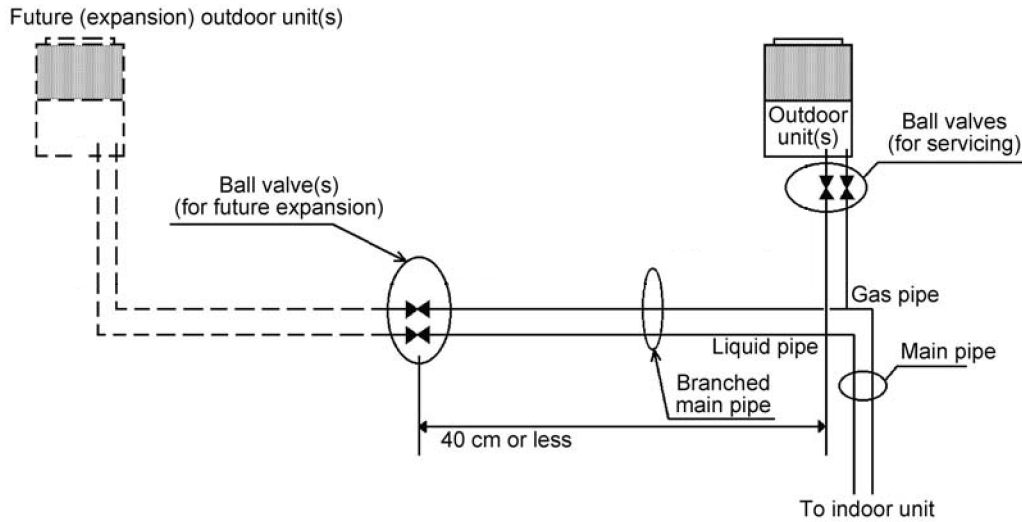 Future (expansion) outdoor unit(s)
Outdoor
unit(s)
Ball valves
(for servicing)
Ball valve(s)
(for future expansion)
Gas pipe
Liquid pipe
Main pipe
Branched
main pipe
40 cm or less
To indoor unit